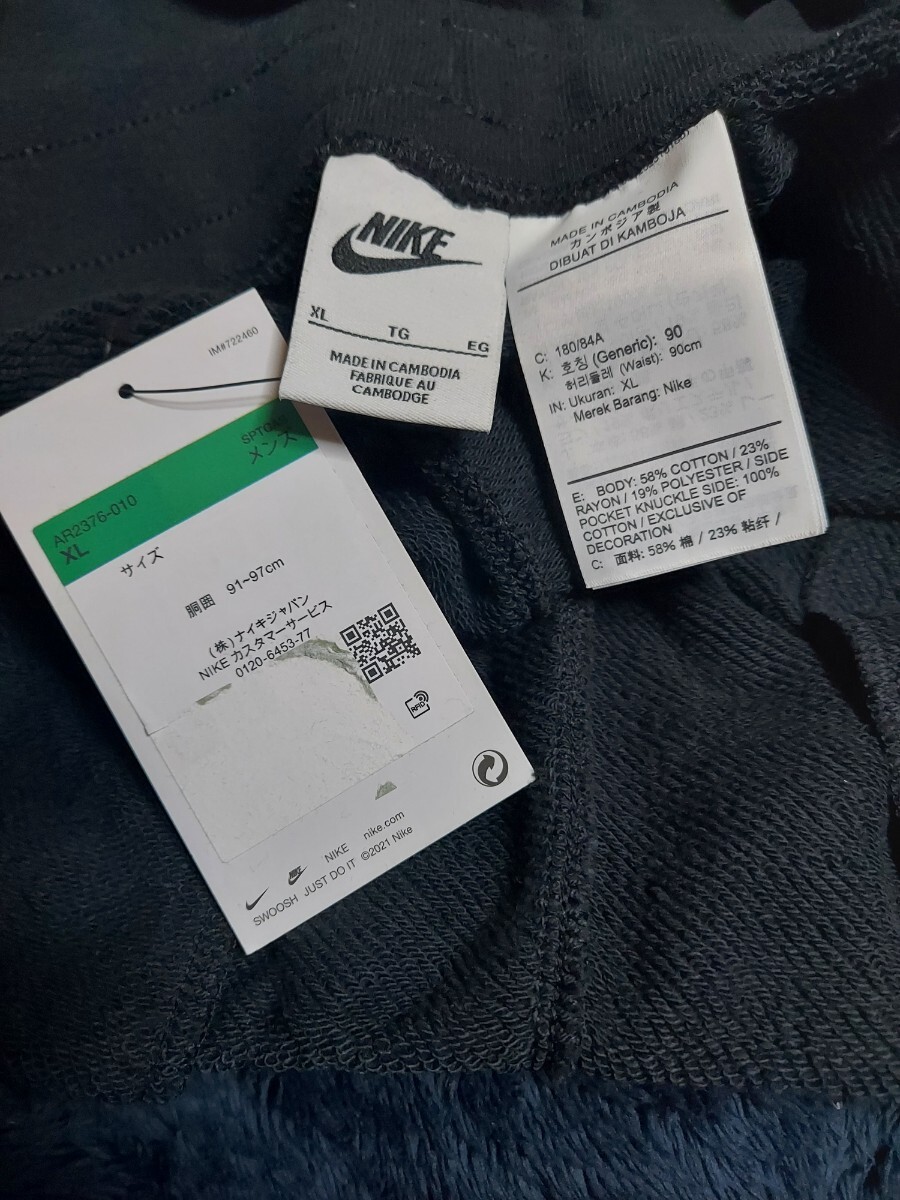 NIKE
XL
TG
EG
MADE IN CAMBODIA
FABRIQUE AU
CAMBODGE
MADE IN CAMBODIA
カンボジア製
DIBUAT DI KAMBOJA
C: 180/84A
K: 호칭 (Generic): 90
허리둘레 (Waist): 90cm
IN: Ukuran: XL
Merek Barang: Nike
E: BODY: 58% COTTON / 23%
RAYON / 19% POLYESTER / SIDE
POCKET KNUCKLE SIDE: 100%
COTTON / EXCLUSIVE OF
DECORATION
C: 面料: 58% 棉 / 23% 粘纤 /
IM#722460
メンズ
AR2376-010
XL
サイズ
胴囲 91~97cm
(株)ナイキジャパン
NIKE カスタマーサービス
0120-6453-77
RFID
NIKE nike.com
SWOOSH JUST DO IT ©2021 Nike